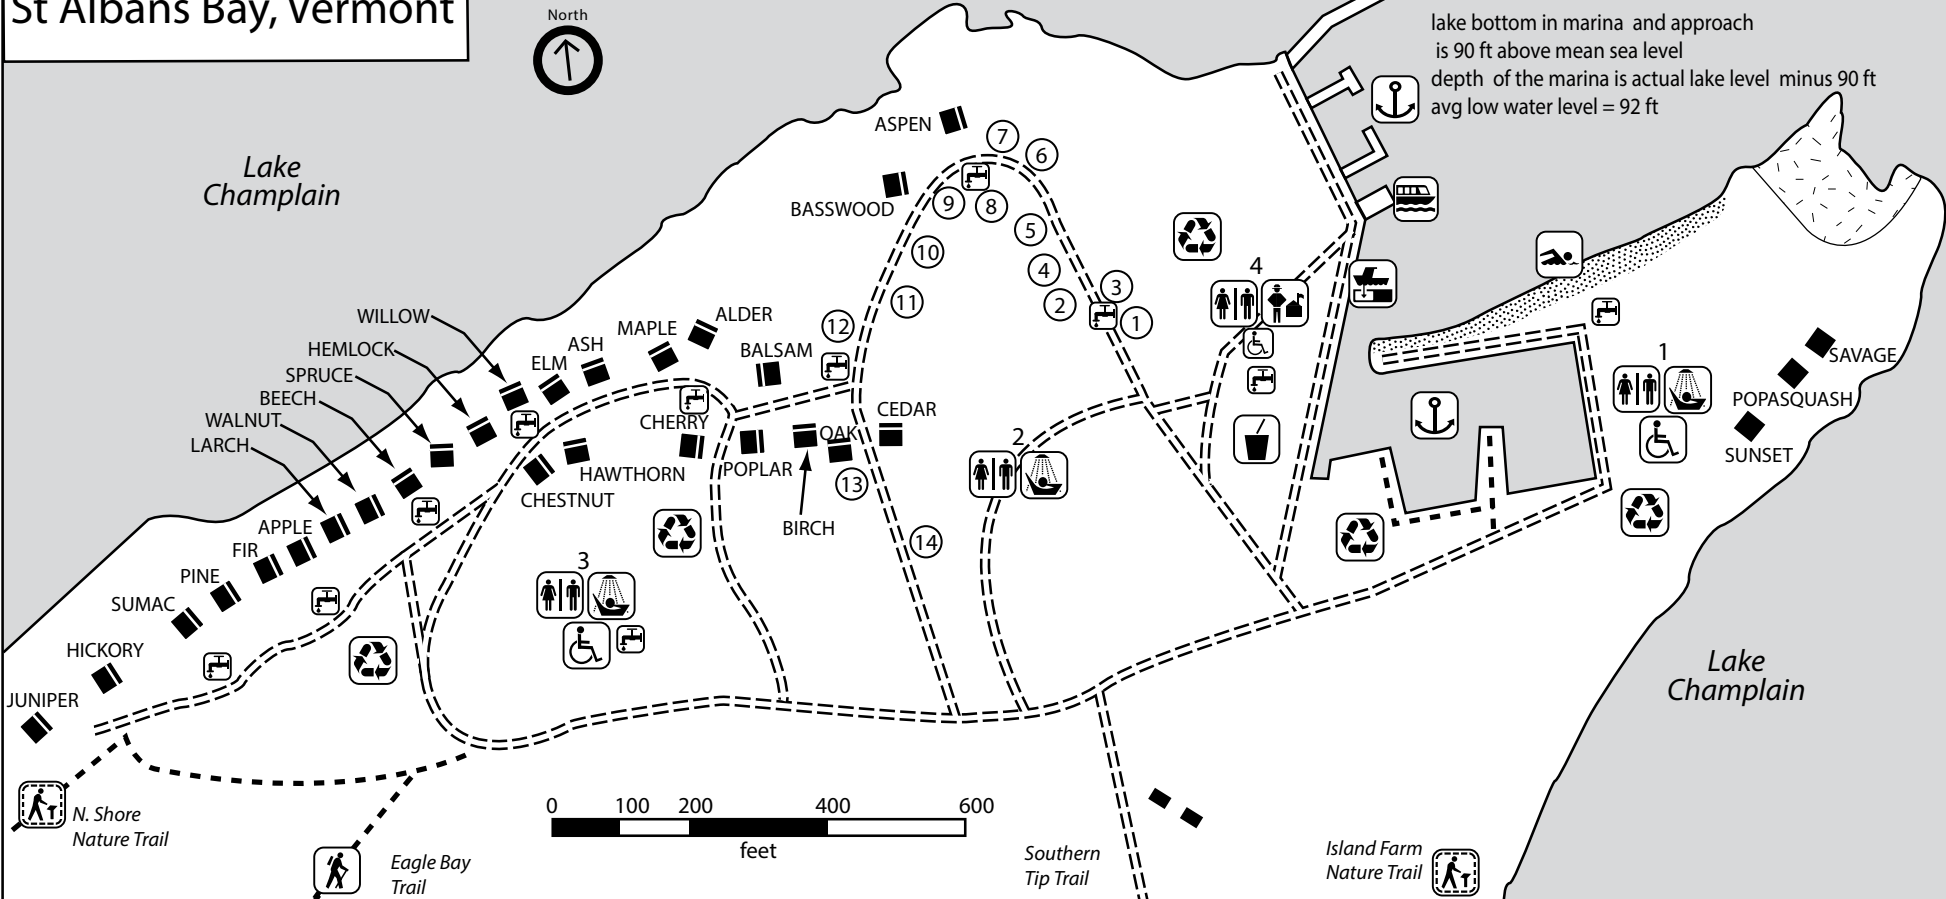 St Albans Bay, Vermont
North
lake bottom in marina and approach
is 90 ft above mean sea level
depth of the marina is actual lake level minus 90 ft
avg low water level = 92 ft
Lake
Champlain
ASPEN
BASSWOOD
7
6
9
8
5
10
4
3
11
2
1
12
4
WILLOW
HEMLOCK
SPRUCE
BEECH
WALNUT
LARCH
APPLE
FIR
PINE
SUMAC
HICKORY
JUNIPER
ELM
ASH
MAPLE
ALDER
BALSAM
CHERRY
HAWTHORN
CHESTNUT
POPLAR
OAK
CEDAR
BIRCH
13
14
2
3
1
SAVAGE
POPASQUASH
SUNSET
Lake
Champlain
N. Shore
Nature Trail
Eagle Bay
Trail
0 100 200 400 600
feet
Southern
Tip Trail
Island Farm
Nature Trail